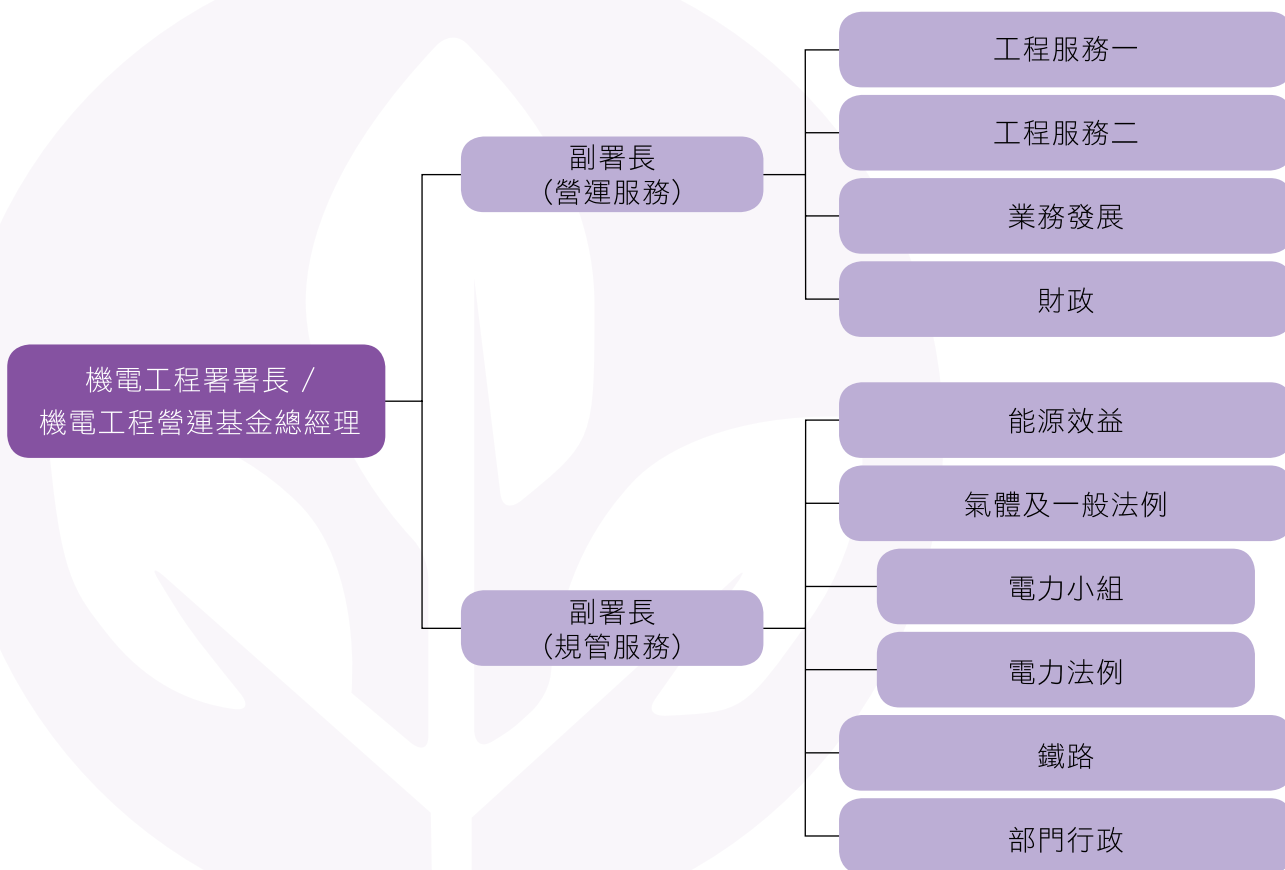 工程服務一
工程服務二
業務發展
財政
副署長
（營運服務）
機電工程署署長 /
機電工程營運基金總經理
能源效益
氣體及一般法例
電力小組
電力法例
鐵路
部門行政
副署長
（規管服務）